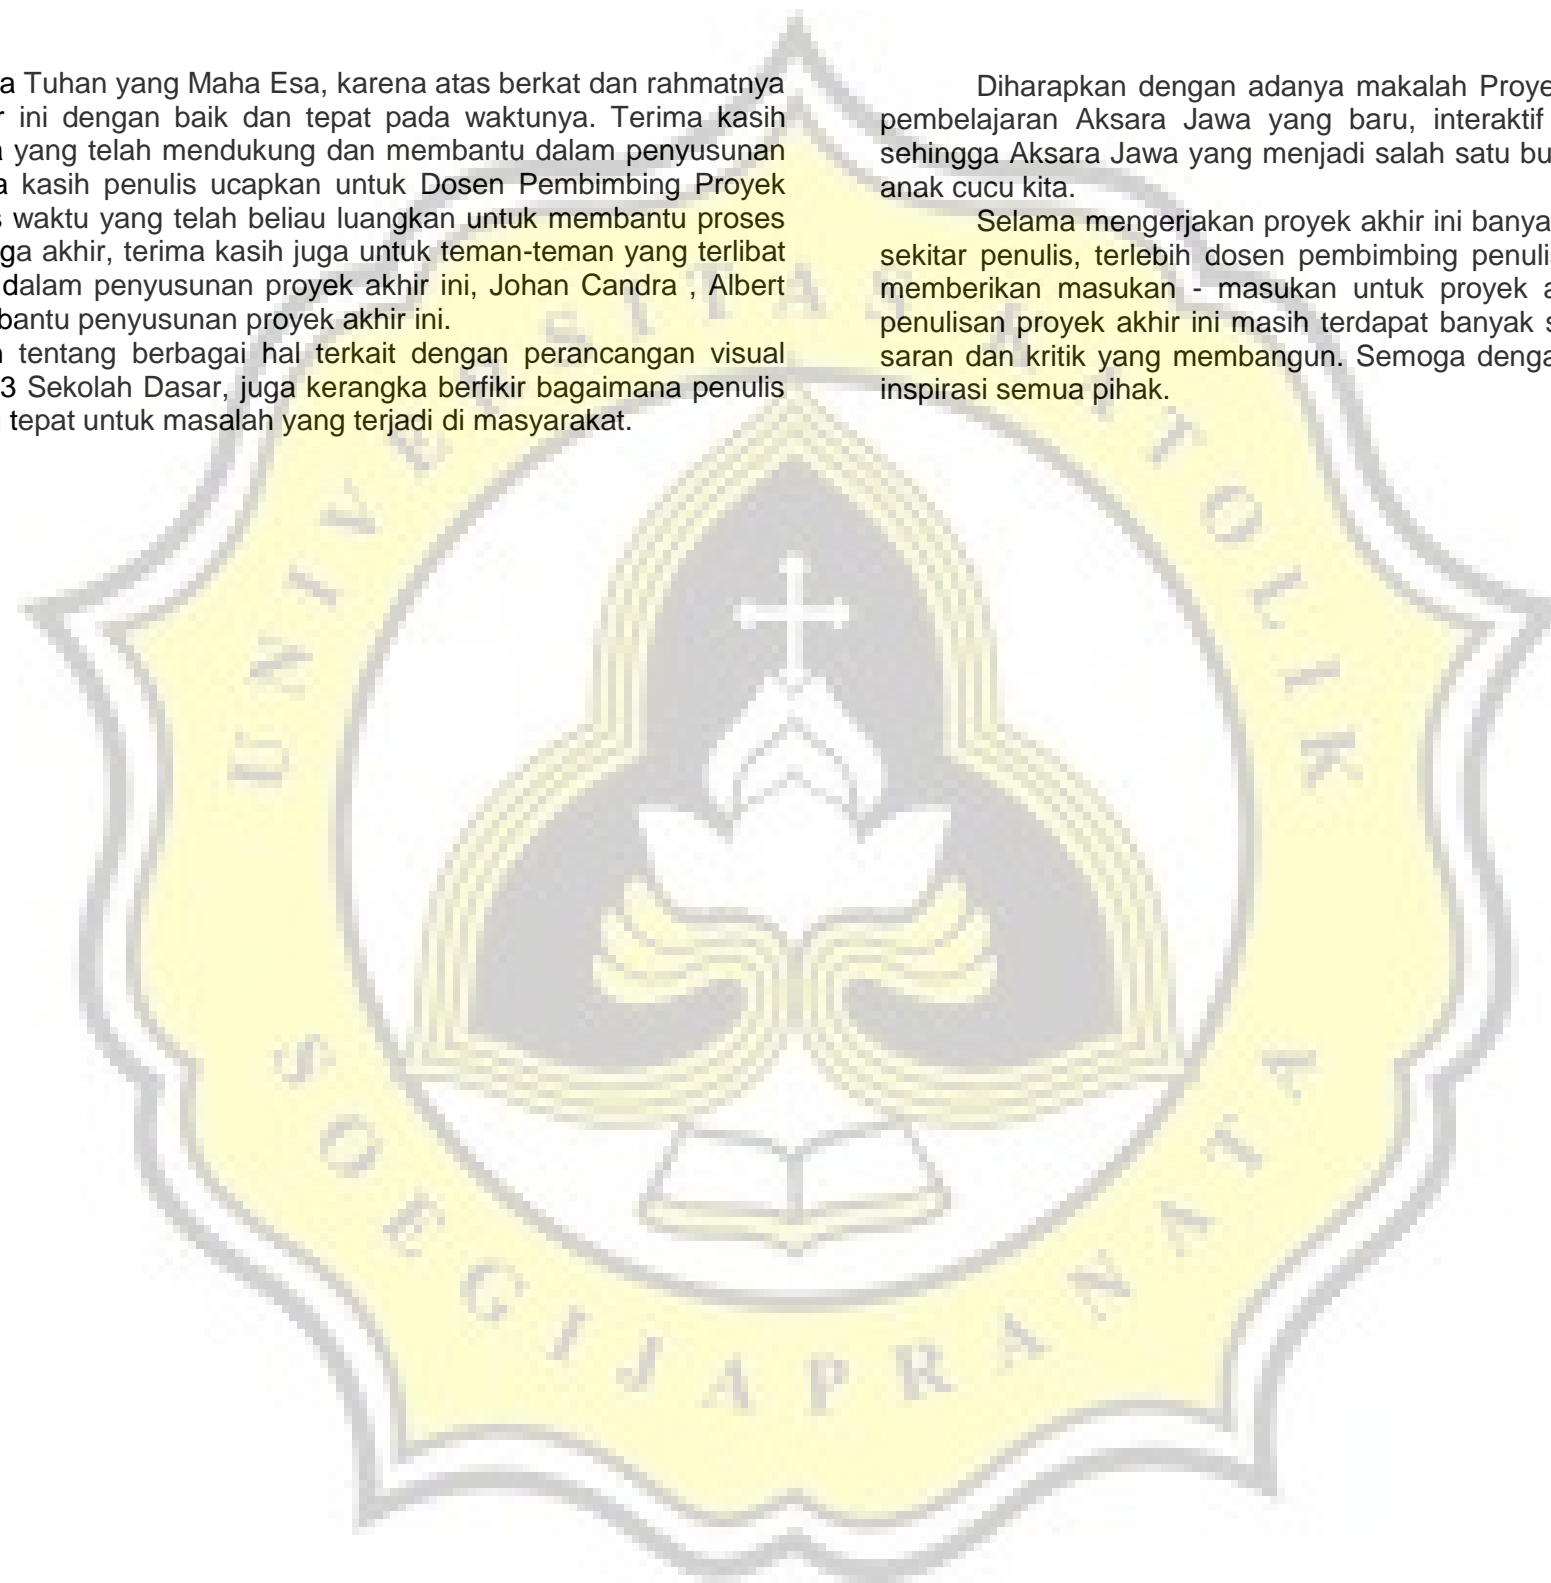 a Tuhan yang Maha Esa, karena atas berkat dan rahmatnya
r ini dengan baik dan tepat pada waktunya. Terima kasih
yang telah mendukung dan membantu dalam penyusunan
a kasih penulis ucapkan untuk Dosen Pembimbing Proyek
s waktu yang telah beliau luangkan untuk membantu proses
ga akhir, terima kasih juga untuk teman-teman yang terlibat
dalam penyusunan proyek akhir ini, Johan Candra , Albert
bantu penyusunan proyek akhir ini.
n tentang berbagai hal terkait dengan perancangan visual
3 Sekolah Dasar, juga kerangka berfikir bagaimana penulis
tepat untuk masalah yang terjadi di masyarakat.
Diharapkan dengan adanya makalah Proye
pembelajaran Aksara Jawa yang baru, interaktif
sehingga Aksara Jawa yang menjadi salah satu bu
anak cucu kita.
Selama mengerjakan proyek akhir ini banya
sekitar penulis, terlebih dosen pembimbing penulis
memberikan masukan - masukan untuk proyek a
penulisan proyek akhir ini masih terdapat banyak s
saran dan kritik yang membangun. Semoga denga
inspirasi semua pihak.
UNIVERSITAS KATOLIK
SOEGIJAPRANATA